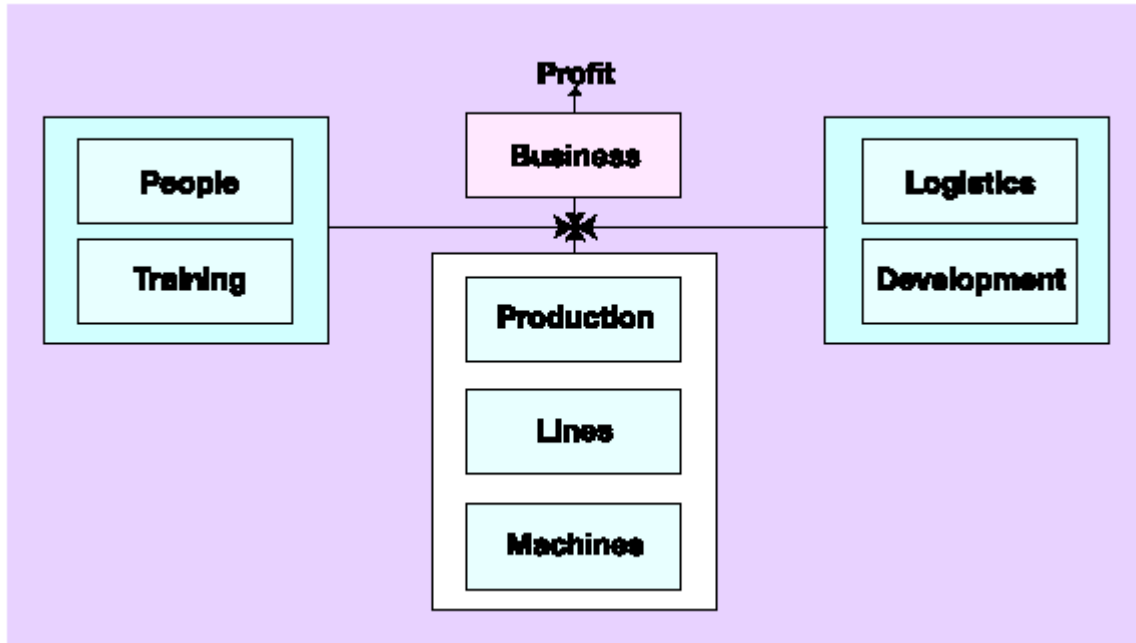 Profit
Business
People
Training
Logistics
Development
Production
Lines
Machines